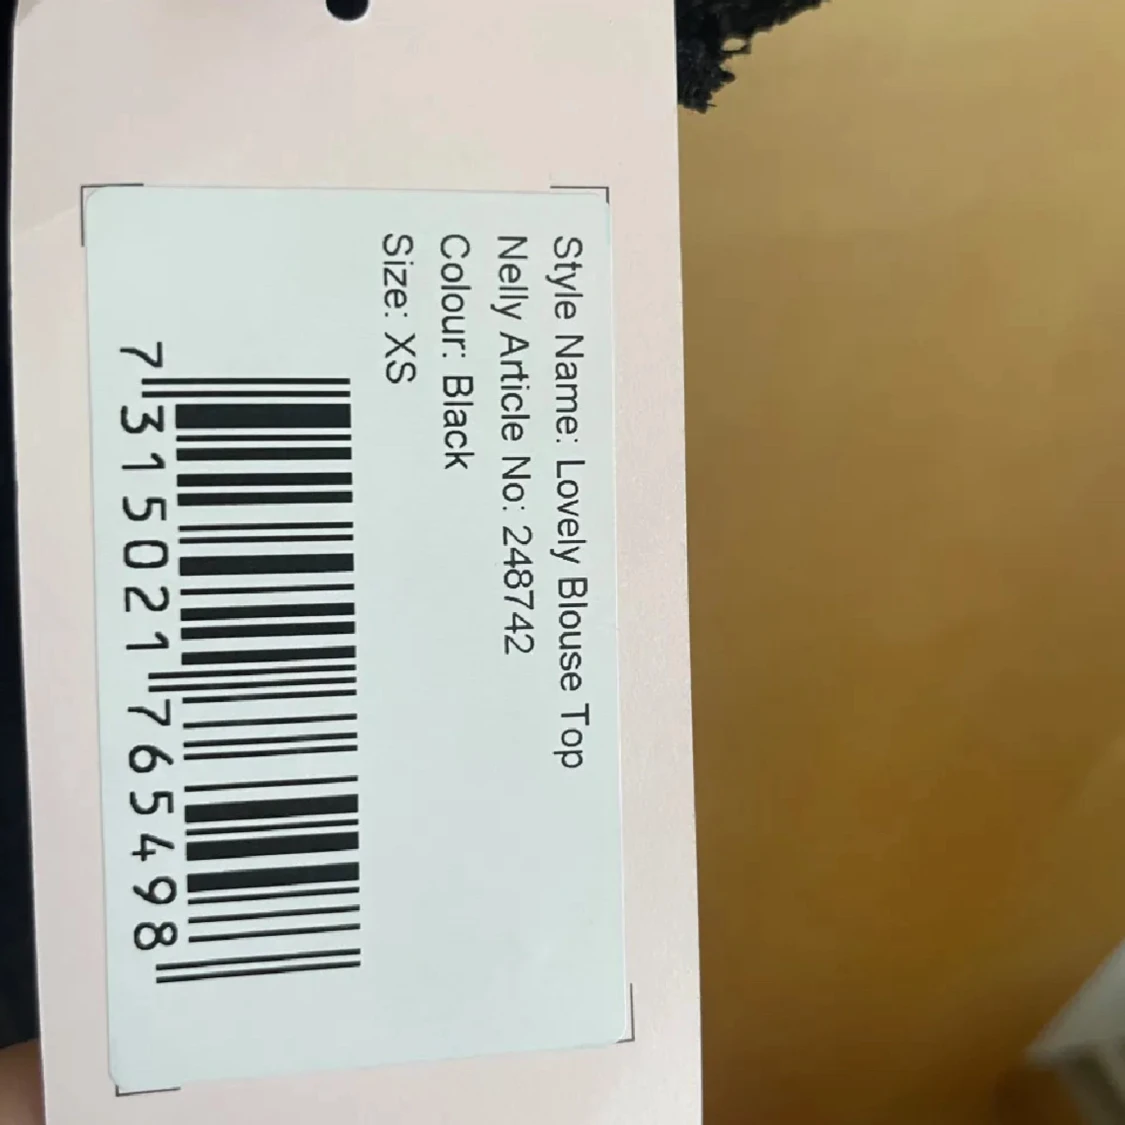 Style Name: Lovely Blouse Top
Nelly Article No: 248742
Colour: Black
Size: XS
7 315021 765498